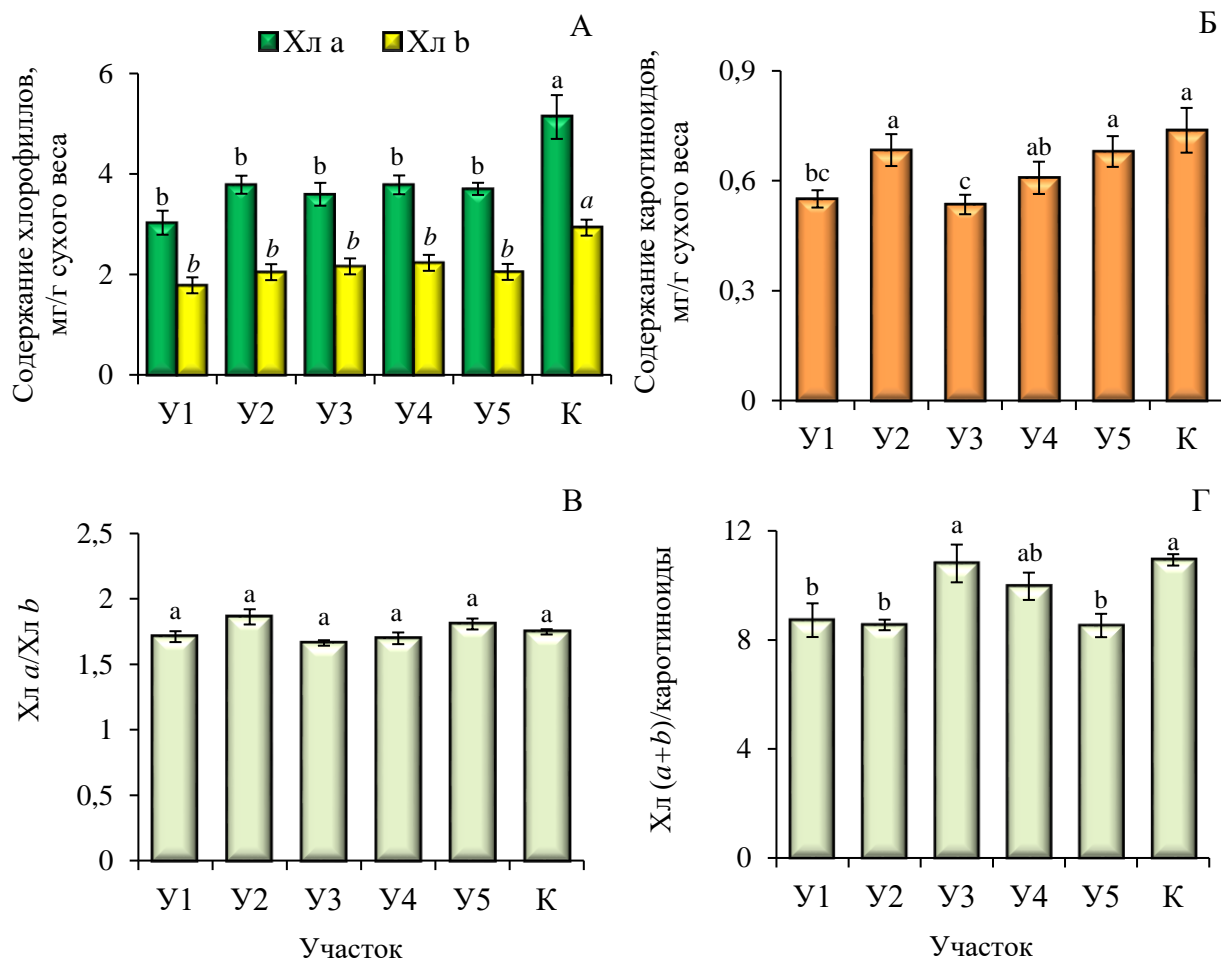 Хл a Хл b А
Содержание хлорофиллов,
мг/г сухого веса
6
4
2
0
b
b
b
b
b
b
b
b
b
b
a
a
У1 У2 У3 У4 У5 К
Б
Содержание каротиноидов,
мг/г сухого веса
0,9
0,6
0,3
0
bc
a
c
ab
a
a
У1 У2 У3 У4 У5 К
В
Хл a/Хл b
2,5
2
1,5
1
0,5
0
a
a
a
a
a
a
У1 У2 У3 У4 У5 К
Участок
Г
Хл (a+b)/каротиноиды
12
8
4
0
b
b
a
ab
b
a
У1 У2 У3 У4 У5 К
Участок